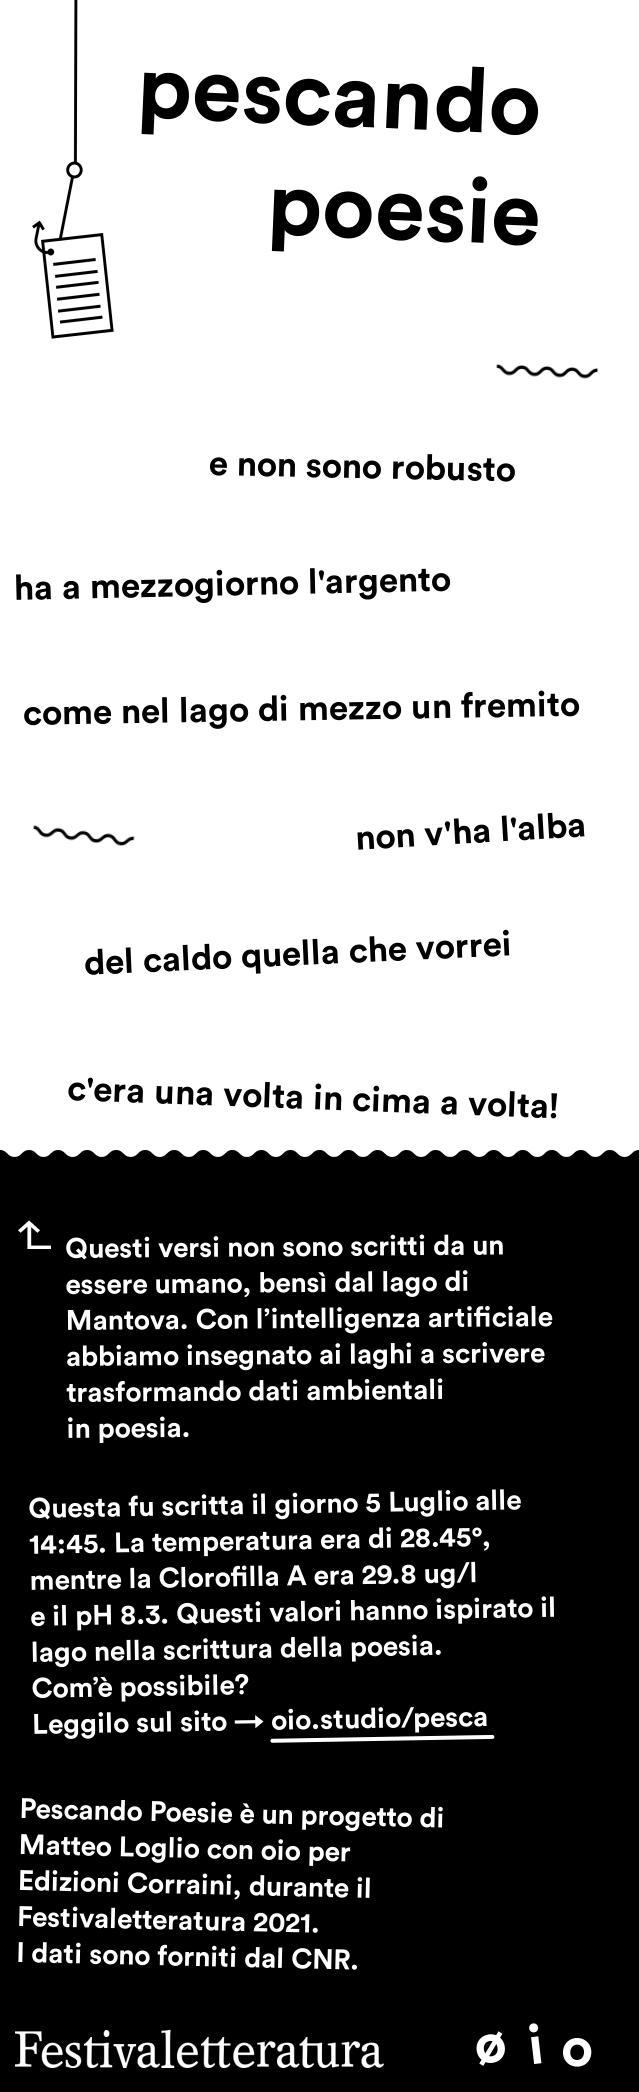 pescando
poesie
e non sono robusto
ha a mezzogiorno l'argento
come nel lago di mezzo un fremito
non v'ha l'alba
del caldo quella che vorrei
c'era una volta in cima a volta!
Questi versi non sono scritti da un
essere umano, bensì dal lago di
Mantova. Con l’intelligenza artificiale
abbiamo insegnato ai laghi a scrivere
trasformando dati ambientali
in poesia.
Questa fu scritta il giorno 5 Luglio alle
14:45. La temperatura era di 28.45°,
mentre la Clorofilla A era 29.8 ug/l
e il pH 8.3. Questi valori hanno ispirato il
lago nella scrittura della poesia.
Com’è possibile?
Leggilo sul sito → oio.studio/pesca
Pescando Poesie è un progetto di
Matteo Loglio con oio per
Edizioni Corraini, durante il
Festivaletteratura 2021.
I dati sono forniti dal CNR.
Festivaletteratura ø i o